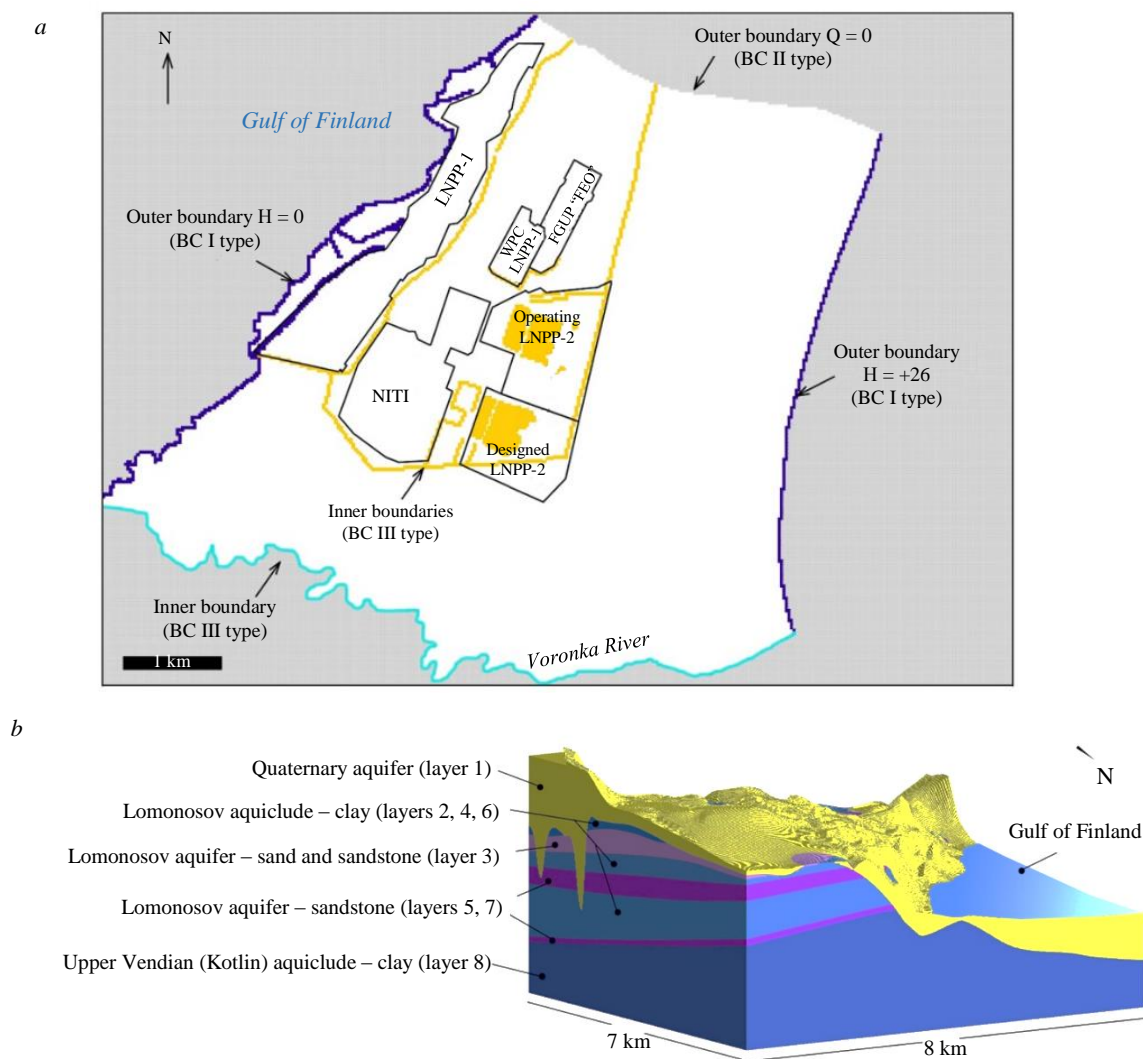 a
N
Outer boundary Q = 0
(BC II type)
Gulf of Finland
LNPP-1
Outer boundary H = 0
(BC I type)
WPC
LNPP-1
FGUP “FEO”
Operating
LNPP-2
Outer boundary
H = +26
(BC I type)
NITI
Designed
LNPP-2
Inner boundaries
(BC III type)
Inner boundary
(BC III type)
Voronka River
1 km
b
Quaternary aquifer (layer 1)
N
Lomonosov aquiclude – clay (layers 2, 4, 6)
Gulf of Finland
Lomonosov aquifer – sand and sandstone (layer 3)
Lomonosov aquifer – sandstone (layers 5, 7)
Upper Vendian (Kotlin) aquiclude – clay (layer 8)
7 km
8 km